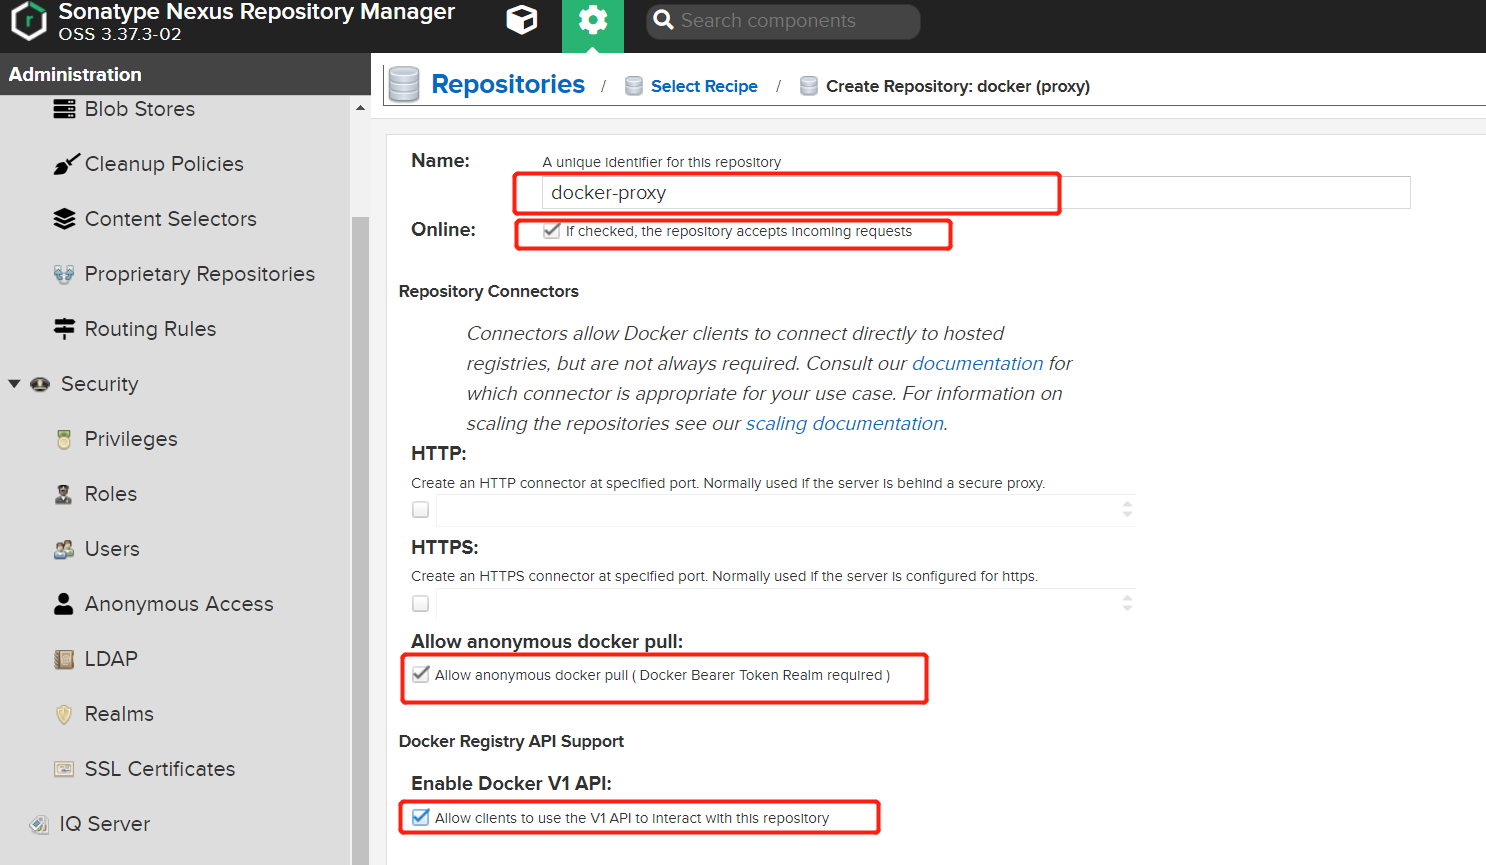 Sonatype Nexus Repository Manager
OSS 3.37.3-02
Search components
Administration
Blob Stores
Cleanup Policies
Content Selectors
Proprietary Repositories
Routing Rules
Security
Privileges
Roles
Users
Anonymous Access
LDAP
Realms
SSL Certificates
IQ Server
Repositories / Select Recipe / Create Repository: docker (proxy)
Name: A unique identifier for this repository
docker-proxy
Online: If checked, the repository accepts incoming requests
Repository Connectors
Connectors allow Docker clients to connect directly to hosted
registries, but are not always required. Consult our documentation for
which connector is appropriate for your use case. For information on
scaling the repositories see our scaling documentation.
HTTP:
Create an HTTP connector at specified port. Normally used if the server is behind a secure proxy.
HTTPS:
Create an HTTPS connector at specified port. Normally used if the server is configured for https.
Allow anonymous docker pull:
Allow anonymous docker pull ( Docker Bearer Token Realm required )
Docker Registry API Support
Enable Docker V1 API:
Allow clients to use the V1 API to interact with this repository